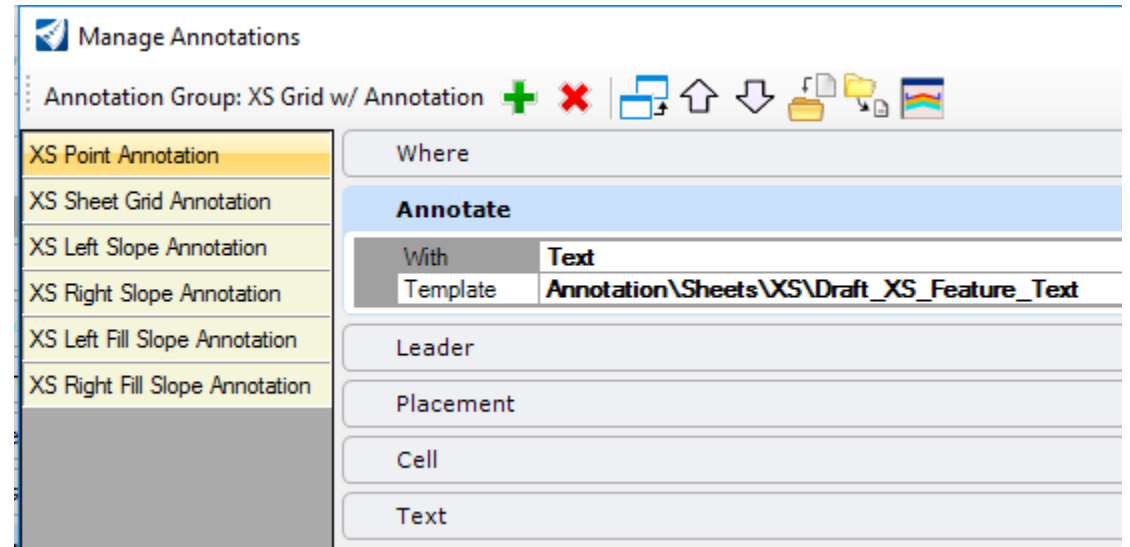 Manage Annotations
Annotation Group: XS Grid w/ Annotation
XS Point Annotation
XS Sheet Grid Annotation
XS Left Slope Annotation
XS Right Slope Annotation
XS Left Fill Slope Annotation
XS Right Fill Slope Annotation
Where
Annotate
With Text
Template Annotation\Sheets\XS\Draft_XS_Feature_Text
Leader
Placement
Cell
Text